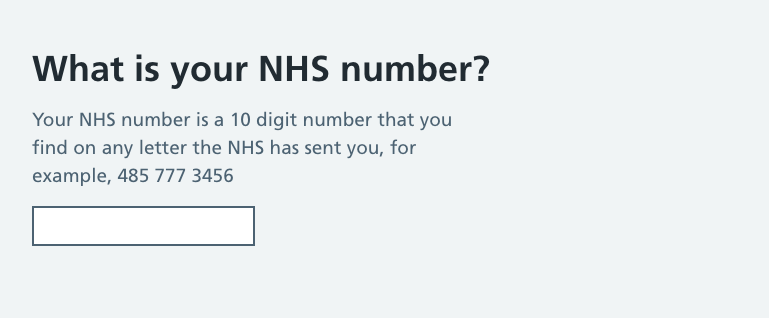 What is your NHS number?
Your NHS number is a 10 digit number that you
find on any letter the NHS has sent you, for
example, 485 777 3456